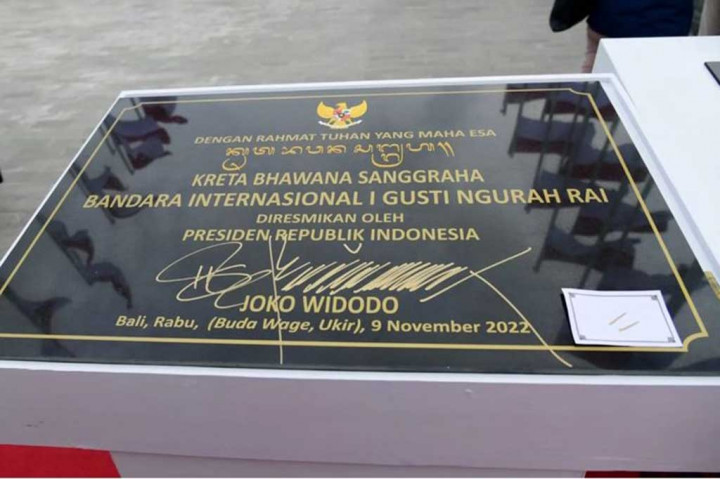 DENGAN RAHMAT TUHAN YANG MAHA ESA
KRETA BHAWANA SANGGRAHA
BANDARA INTERNASIONAL I GUSTI NGURAH RAI
DIRESMIKAN OLEH
PRESIDEN REPUBLIK INDONESIA
JOKO WIDODO
Bali, Rabu, (Buda Wage, Ukir), 9 November 2022